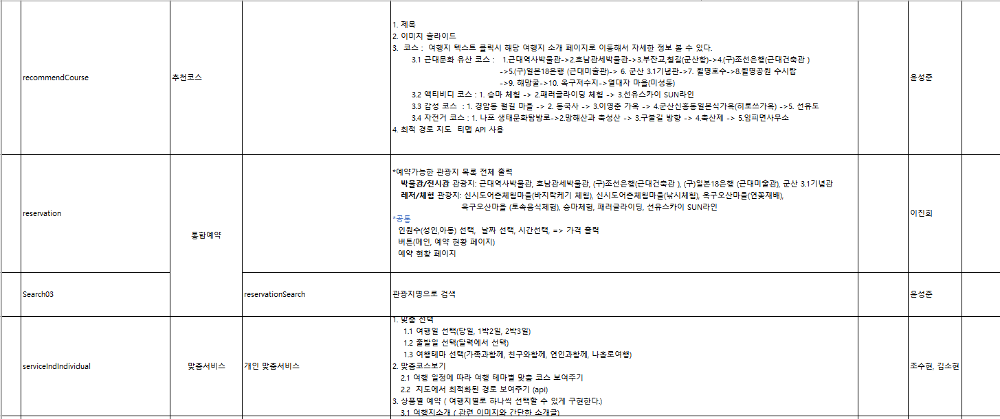 recommendCourse
추천코스
1. 제목
2. 이미지 슬라이드
3. 코스 : 여행지 텍스트 클릭시 해당 여행지 소개 페이지로 이동해서 자세한 정보 볼 수 있다.
3.1 근대문화 유산 코스 : 1.근대역사박물관->2.호남관세박물관->3.부잔교,철길(군산항)->4.(구)조선은행(근대건축관 )
->5.(구)일본18은행 (근대미술관)-> 6. 군산 3.1기념관->7. 월명호수->8.월명공원 수시탑
->9. 해망굴->10. 옥구저수지->열대자 마을(미성동)
3.2 액티비디 코스 : 1. 승마 체험 -> 2.패러글라이딩 체험 -> 3.선유스카이 SUN라인
3.3 감성 코스 : 1. 경암동 철길 마을 -> 2. 동국사 -> 3.이영춘 가옥 -> 4.군산신흥동일본식가옥(히로쓰가옥) ->5. 선유도
3.4 자전거 코스 : 1. 나포 생태문화탐방로->2.망해산과 축성산 -> 3.구불길 방향 -> 4.축산제 -> 5.임피면사무소
4. 최적 경로 지도 티맵 API 사용
윤성준
reservation
통합예약
*예약가능한 관광지 목록 전체 출력
박물관/전시관 관광지: 근대역사박물관, 호남관세박물관, (구)조선은행(근대건축관 ), (구)일본18은행 (근대미술관), 군산 3.1기념관
레저/체험 관광지: 신시도어촌체험마을(바지락케기 체험), 신시도어촌체험마을(낚시체험), 옥구오산마을(연꽃재배),
옥구오산마을 (토속음식체험), 승마체험, 패러글라이딩, 선유스카이 SUN라인
*공통
인원수(성인,아동) 선택, 날짜 선택, 시간선택, => 가격 출력
버튼(메인, 예약 현황 페이지)
예약 현황 페이지
이진희
Search03
reservationSearch
관광지명으로 검색
윤성준
serviceIndIndividual
맞춤서비스
개인 맞춤서비스
1. 맞춤 선택
1.1 여행일 선택(당일, 1박2일, 2박3일)
1.2 출발일 선택(달력에서 선택)
1.3 여행테마 선택(가족과함께, 친구와함께, 연인과함께, 나홀로여행)
2. 맞춤코스보기
2.1 여행 일정에 따라 여행 테마별 맞춤 코스 보여주기
2.2 지도에서 최적화된 경로 보여주기 (api)
3. 상품별 예약 ( 여행지별로 하나씩 선택할 수 있게 구현한다.)
3.1 여행지소개 ( 관련 이미지와 간단한 소개글)
조수현, 김소현